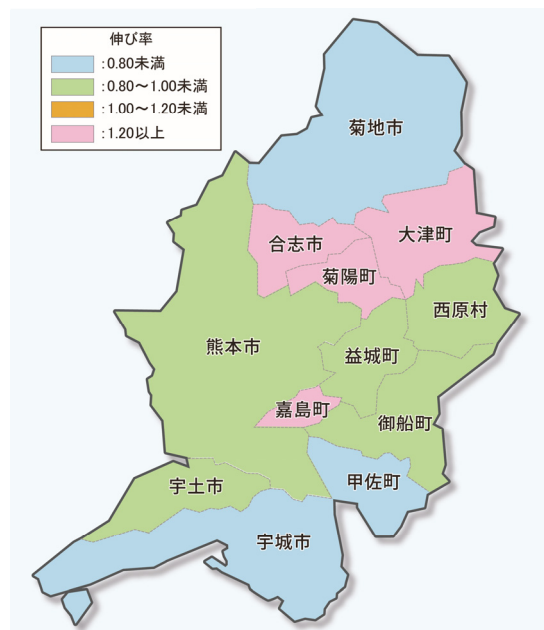 伸び率
:0.80未満
:0.80～1.00未満
:1.00～1.20未満
:1.20以上
菊地市
合志市
大津町
菊陽町
西原村
熊本市
益城町
嘉島町
御船町
甲佐町
宇土市
宇城市